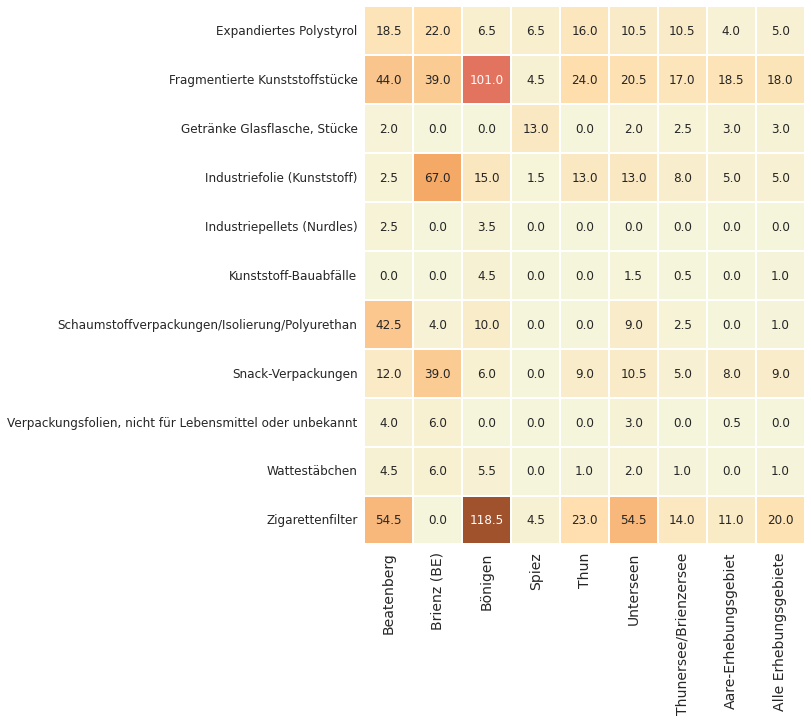 Expandiertes Polystyrol 18.5 22.0 6.5 6.5 16.0 10.5 10.5 4.0 5.0
Fragmentierte Kunststoffstücke 44.0 39.0 101.0 4.5 24.0 20.5 17.0 18.5 18.0
Getränke Glasflasche, Stücke 2.0 0.0 0.0 13.0 0.0 2.0 2.5 3.0 3.0
Industriefolie (Kunststoff) 2.5 67.0 15.0 1.5 13.0 13.0 8.0 5.0 5.0
Industriepellets (Nurdles) 2.5 0.0 3.5 0.0 0.0 0.0 0.0 0.0 0.0
Kunststoff-Bauabfälle 0.0 0.0 4.5 0.0 0.0 1.5 0.5 0.0 1.0
Schaumstoffverpackungen/Isolierung/Polyurethan 42.5 4.0 10.0 0.0 0.0 9.0 2.5 0.0 1.0
Snack-Verpackungen 12.0 39.0 6.0 0.0 9.0 10.5 5.0 8.0 9.0
Verpackungsfolien, nicht für Lebensmittel oder unbekannt 4.0 6.0 0.0 0.0 0.0 3.0 0.0 0.5 0.0
Wattestäbchen 4.5 6.0 5.5 0.0 1.0 2.0 1.0 0.0 1.0
Zigarettenfilter 54.5 0.0 118.5 4.5 23.0 54.5 14.0 11.0 20.0
Beatenberg
Brienz (BE)
Bönigen
Spiez
Thun
Unterseen
Thunersee/Brienzersee
Aare-Erhebungsgebiet
Alle Erhebungsgebiete